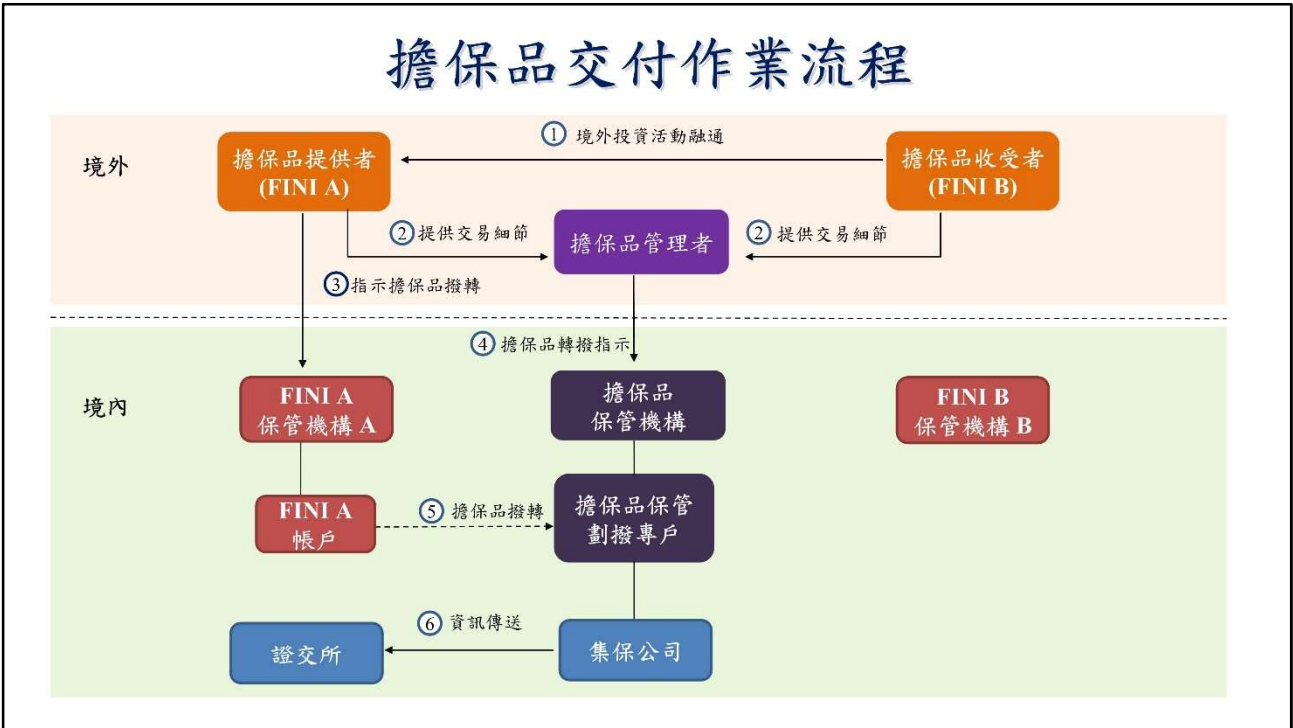 擔保品交付作業流程
① 境外投資活動融通
境外
擔保品提供者
(FINI A)
擔保品收受者
(FINI B)
② 提供交易細節
擔保品管理者
② 提供交易細節
③ 指示擔保品撥轉
④ 擔保品轉撥指示
境內
FINI A
保管機構 A
擔保品
保管機構
FINI B
保管機構 B
FINI A
帳戶
⑤ 擔保品撥轉
擔保品保管
劃撥專戶
證交所
⑥ 資訊傳送
集保公司